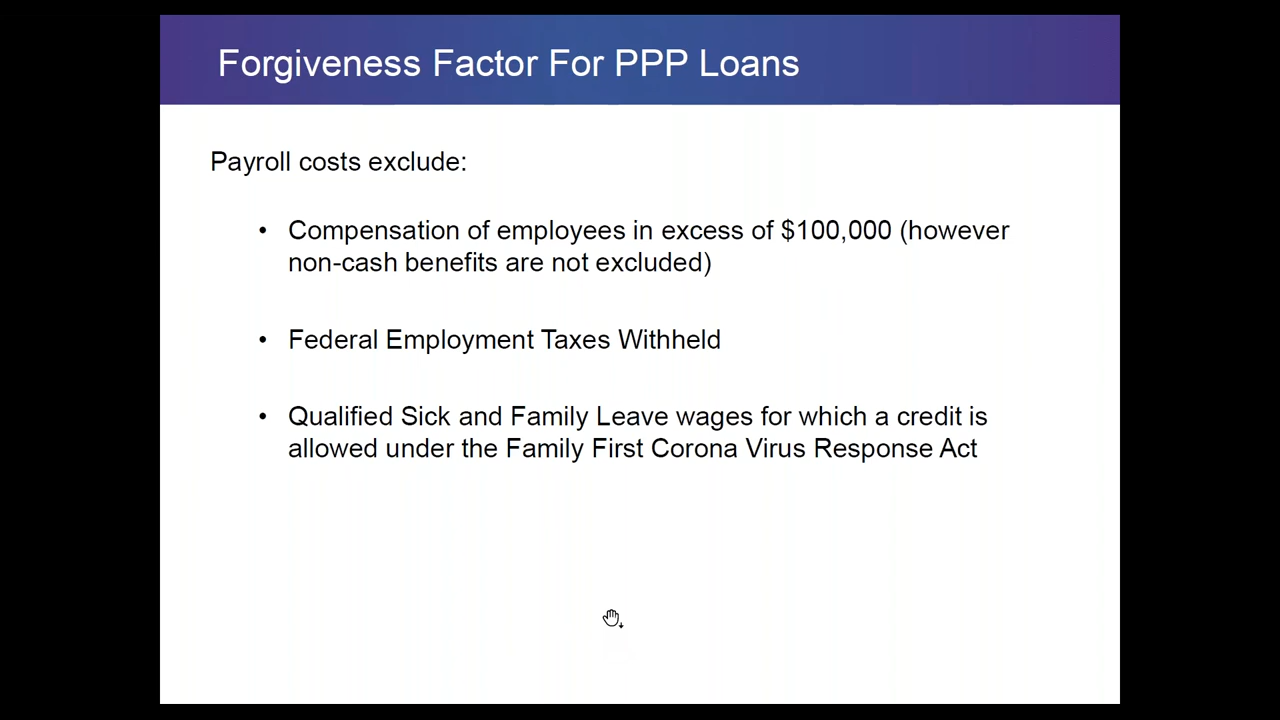 Forgiveness Factor For PPP Loans
Payroll costs exclude:
• Compensation of employees in excess of $100,000 (however
non-cash benefits are not excluded)
• Federal Employment Taxes Withheld
• Qualified Sick and Family Leave wages for which a credit is
allowed under the Family First Corona Virus Response Act